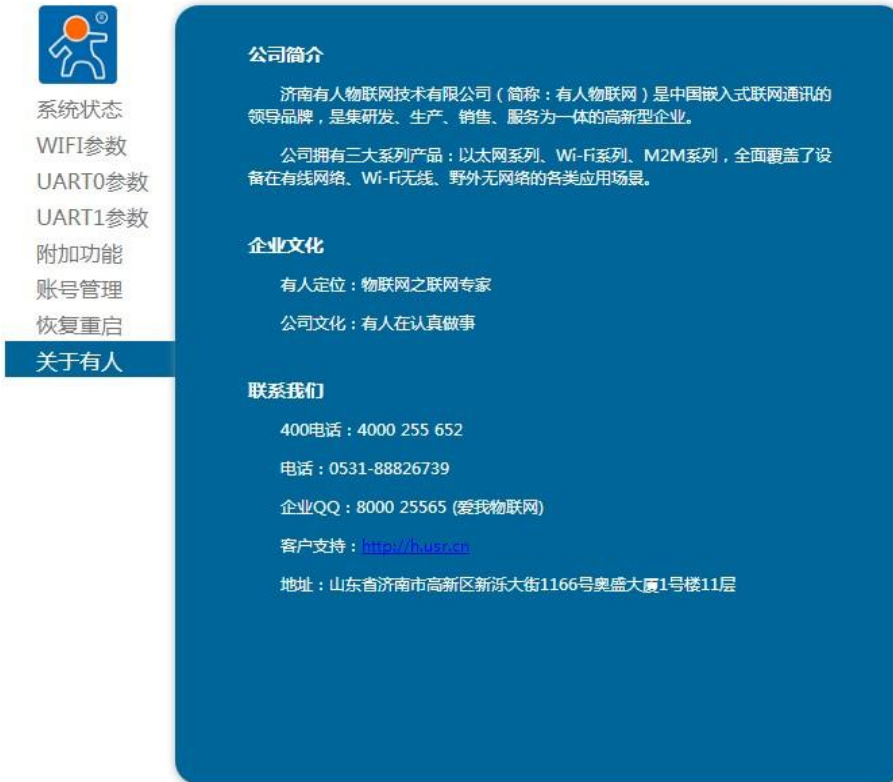 ®
系统状态
WIFI参数
UART0参数
UART1参数
附加功能
账号管理
恢复重启
关于有人
公司简介
济南有人物联网技术有限公司（简称：有人物联网）是中国嵌入式联网通讯的
领导品牌，是集研发、生产、销售、服务为一体的高新型企业。
公司拥有三大系列产品：以太网系列、Wi-Fi系列、M2M系列，全面覆盖了设
备在有线网络、Wi-Fi无线、野外无网络的各类应用场景。
企业文化
有人定位：物联网之联网专家
公司文化：有人在认真做事
联系我们
400电话：4000 255 652
电话：0531-88826739
企业QQ：8000 25565 (爱我物联网)
客户支持：http://h.usr.cn
地址：山东省济南市高新区新泺大街1166号奥盛大厦1号楼11层